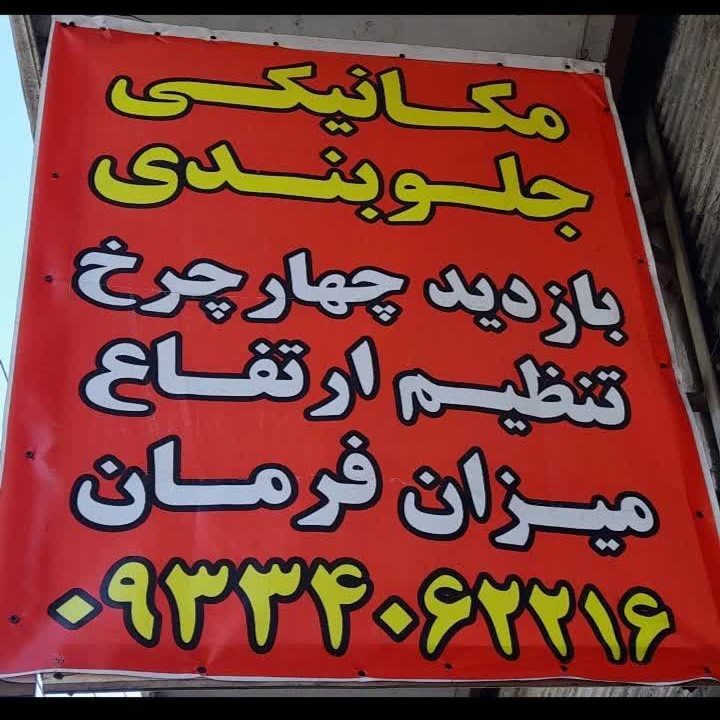 مکانیکی
جلوبندی
بازدید چهارچرخ
تنظیم ارتفاع
میزان فرمان
۰۹۳۳۴۰۶۲۲۱۶